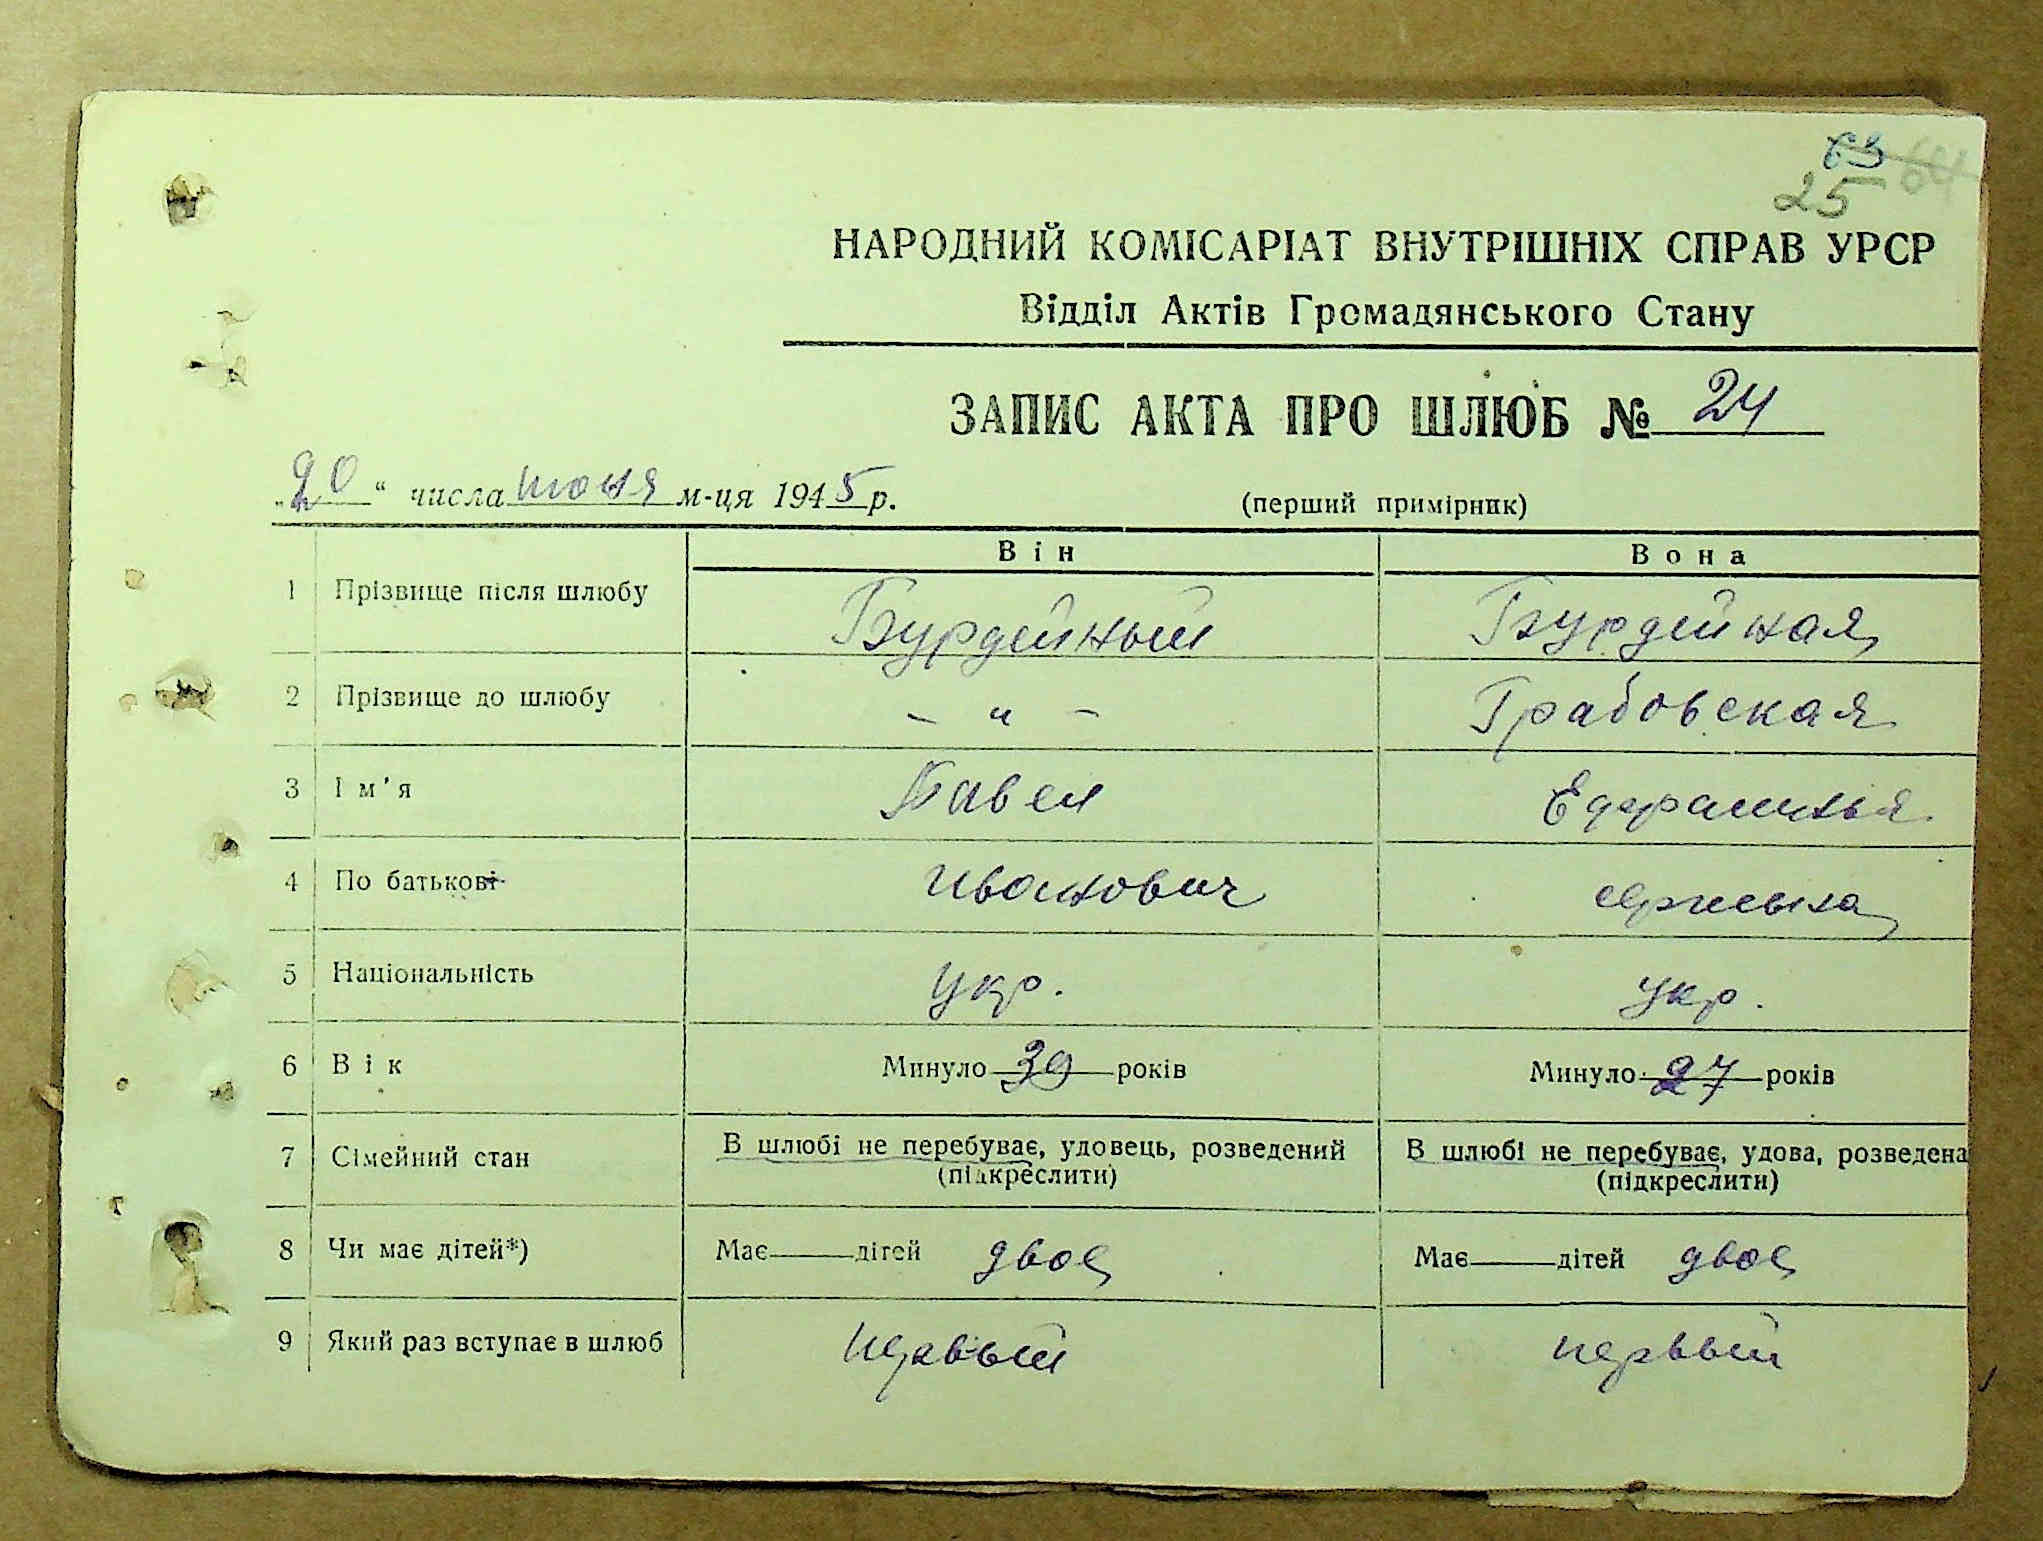 63 64
25
НАРОДНИЙ КОМІСАРІАТ ВНУТРІШНІХ СПРАВ УРСР
Відділ Актів Громадянського Стану
ЗАПИС АКТА ПРО ШЛЮБ № 24
„20“ числа июня м-ця 1945 р.
(перший примірник)
Він Вона
1 Прізвище після шлюбу Бурдейный Бурдейная
2 Прізвище до шлюбу – „ – Грабовская
3 Ім'я Павел
4 По батькові Иванович
5 Національність Укр. Укр.
6 Вік Минуло 39 років Минуло 27 років
7 Сімейний стан В шлюбі не перебуває, удовець, розведений В шлюбі не перебуває, удова, розведена
(підкреслити) (підкреслити)
8 Чи має дітей*) Має дітей двое Має дітей двое
9 Який раз вступає в шлюб первый первый